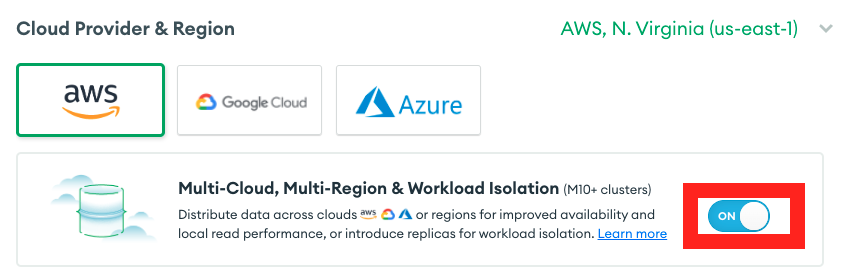 Cloud Provider & Region
AWS, N. Virginia (us-east-1)
aws
Google Cloud
Azure
Multi-Cloud, Multi-Region & Workload Isolation (M10+ clusters)
Distribute data across clouds aws or regions for improved availability and
local read performance, or introduce replicas for workload isolation. Learn more
ON